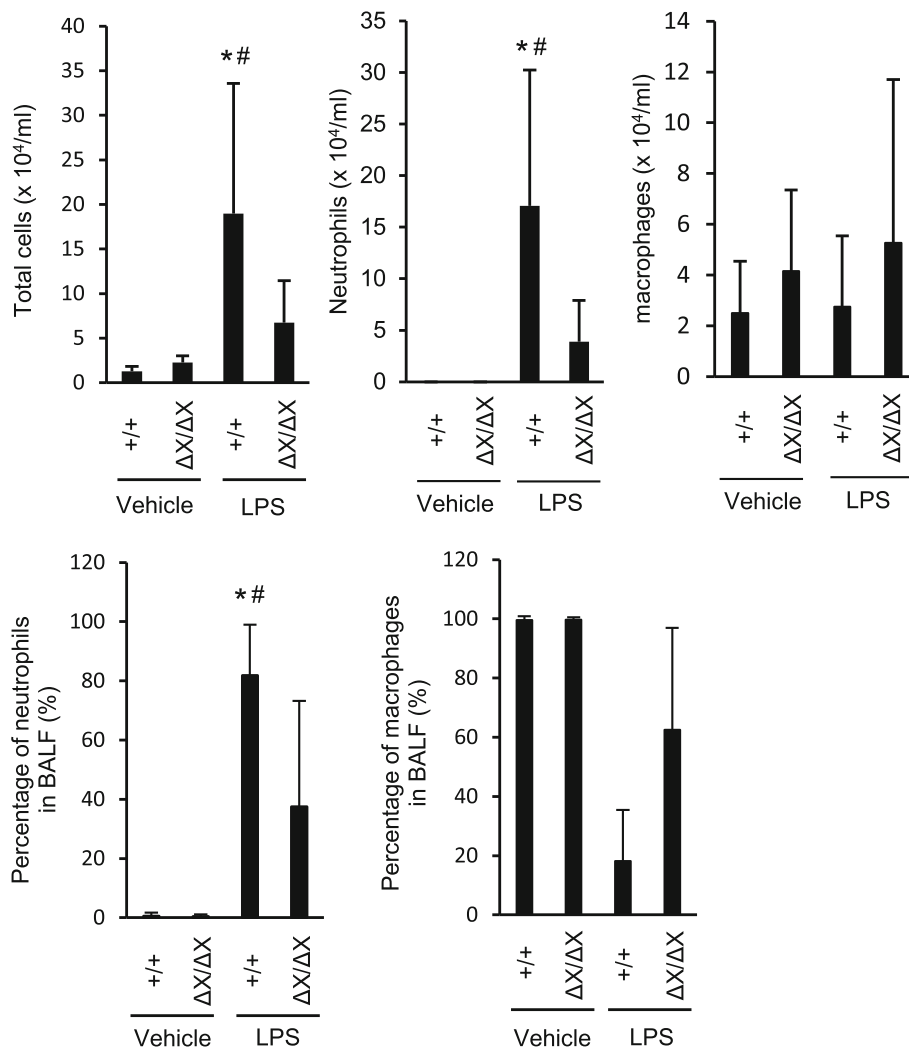 Total cells (x 10⁴/ml)
40
35
30
25
20
15
10
5
0
*#
+/+
ΔX/ΔX
+/+
ΔX/ΔX
Vehicle
LPS
Neutrophils (x 10⁴/ml)
35
30
25
20
15
10
5
0
*#
+/+
ΔX/ΔX
+/+
ΔX/ΔX
Vehicle
LPS
macrophages (x 10⁴/ml)
14
12
10
8
6
4
2
0
+/+
ΔX/ΔX
+/+
ΔX/ΔX
Vehicle
LPS
Percentage of neutrophils
in BALF (%)
120
100
80
60
40
20
0
*#
+/+
ΔX/ΔX
+/+
ΔX/ΔX
Vehicle
LPS
Percentage of macrophages
in BALF (%)
120
100
80
60
40
20
0
+/+
ΔX/ΔX
+/+
ΔX/ΔX
Vehicle
LPS